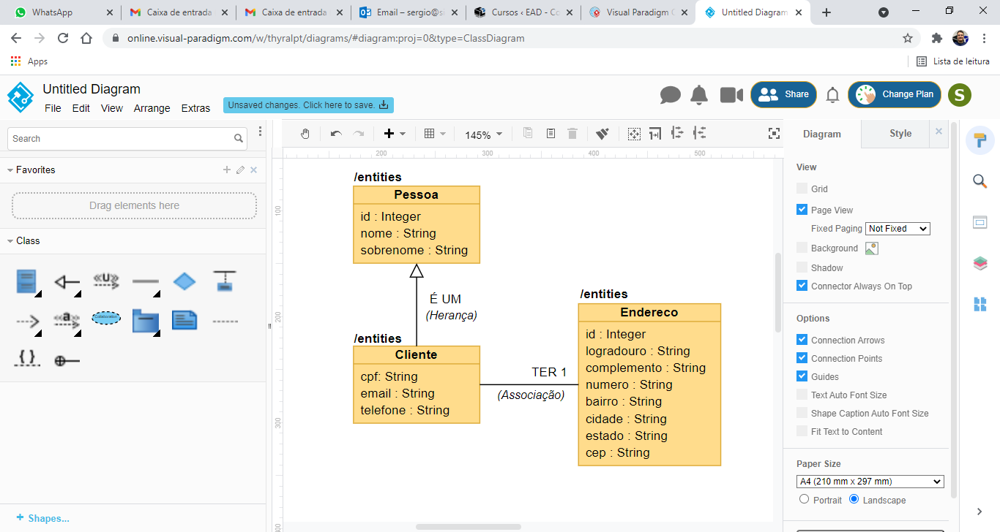 WhatsApp
Caixa de entrada
Caixa de entrada
Email – sergio@s
Cursos ‹ EAD - Co
Visual Paradigm O
Untitled Diagram
online.visual-paradigm.com/w/thyralpt/diagrams/#diagram:proj=0&type=ClassDiagram
Apps
Lista de leitura
Untitled Diagram
File Edit View Arrange Extras
Unsaved changes. Click here to save.
Share
Change Plan
S
Search
Favorites
Drag elements here
Class
<<U>>
<<a>>
Collaboration
{ }
+ Shapes...
145%
200 300 400 500
100
200
300
400
/entities
Pessoa
id : Integer
nome : String
sobrenome : String
É UM
(Herança)
/entities
Cliente
cpf: String
email : String
telefone : String
TER 1
(Associação)
/entities
Endereco
id : Integer
logradouro : String
complemento : String
numero : String
bairro : String
cidade : String
estado : String
cep : String
Diagram
Style
View
Grid
Page View
Fixed Paging Not Fixed
Background
Shadow
Connector Always On Top
Options
Connection Arrows
Connection Points
Guides
Text Auto Font Size
Shape Caption Auto Font Size
Fit Text to Content
Paper Size
A4 (210 mm x 297 mm)
Portrait Landscape